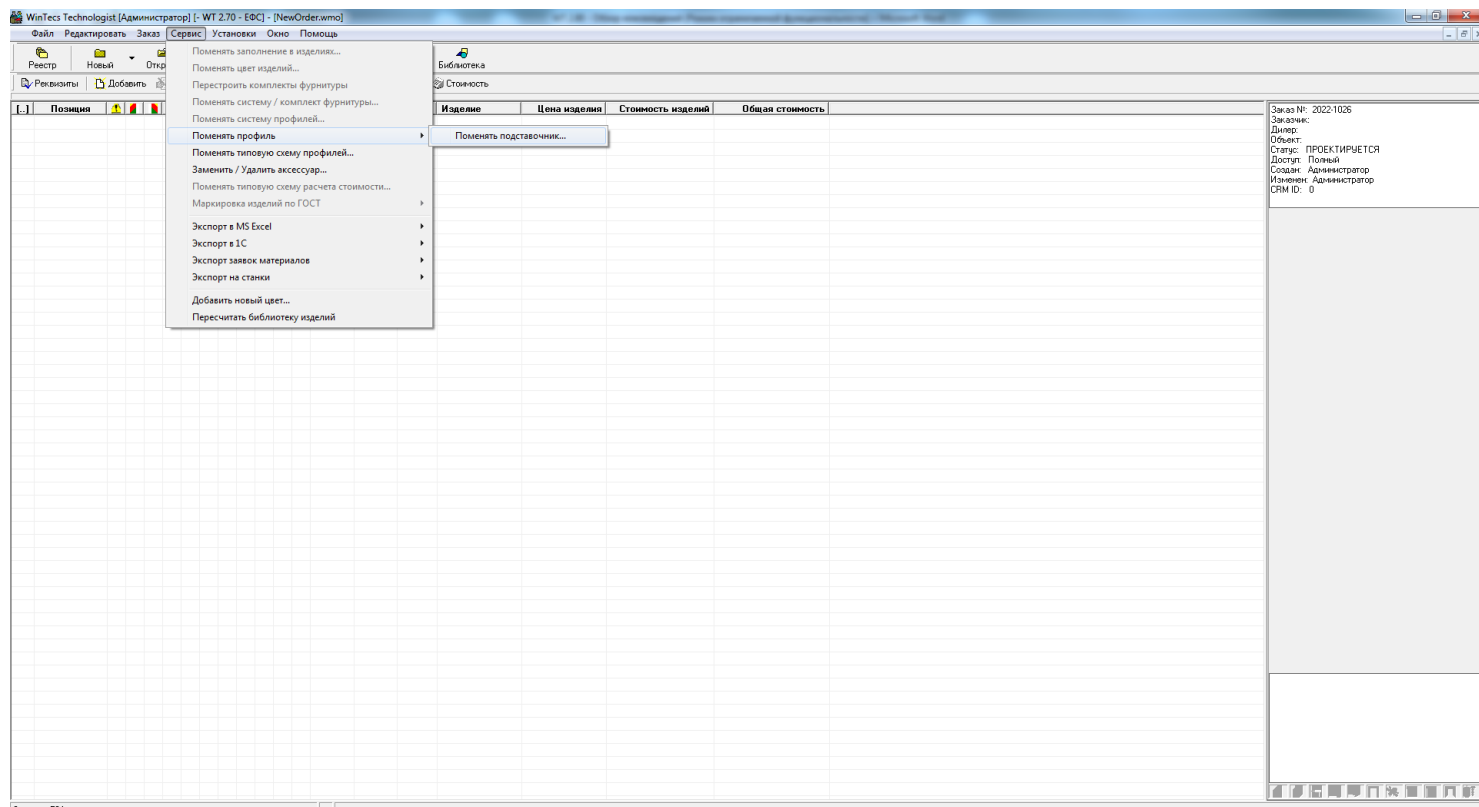 WinTecs Technologist [Администратор] [- WT 2.70 - ЕФС] - [NewOrder.wmo]
Файл Редактировать Заказ Сервис Установки Окно Помощь
Реестр Новый Откр Библиотека
Реквизиты Добавить Стоимость
[..] Позиция Изделие Цена изделия Стоимость изделий Общая стоимость
Поменять заполнение в изделиях...
Поменять цвет изделий...
Перестроить комплекты фурнитуры
Поменять систему / комплект фурнитуры...
Поменять систему профилей...
Поменять профиль
Поменять подставочник...
Поменять типовую схему профилей...
Заменить / Удалить аксессуар...
Поменять типовую схему расчета стоимости...
Маркировка изделий по ГОСТ
Экспорт в MS Excel
Экспорт в 1С
Экспорт заявок материалов
Экспорт на станки
Добавить новый цвет...
Пересчитать библиотеку изделий
Заказ №: 2022-1026
Заказчик:
Дилер:
Объект:
Статус: ПРОЕКТИРУЕТСЯ
Доступ: Полный
Создан: Администратор
Изменен: Администратор
CRM ID: 0